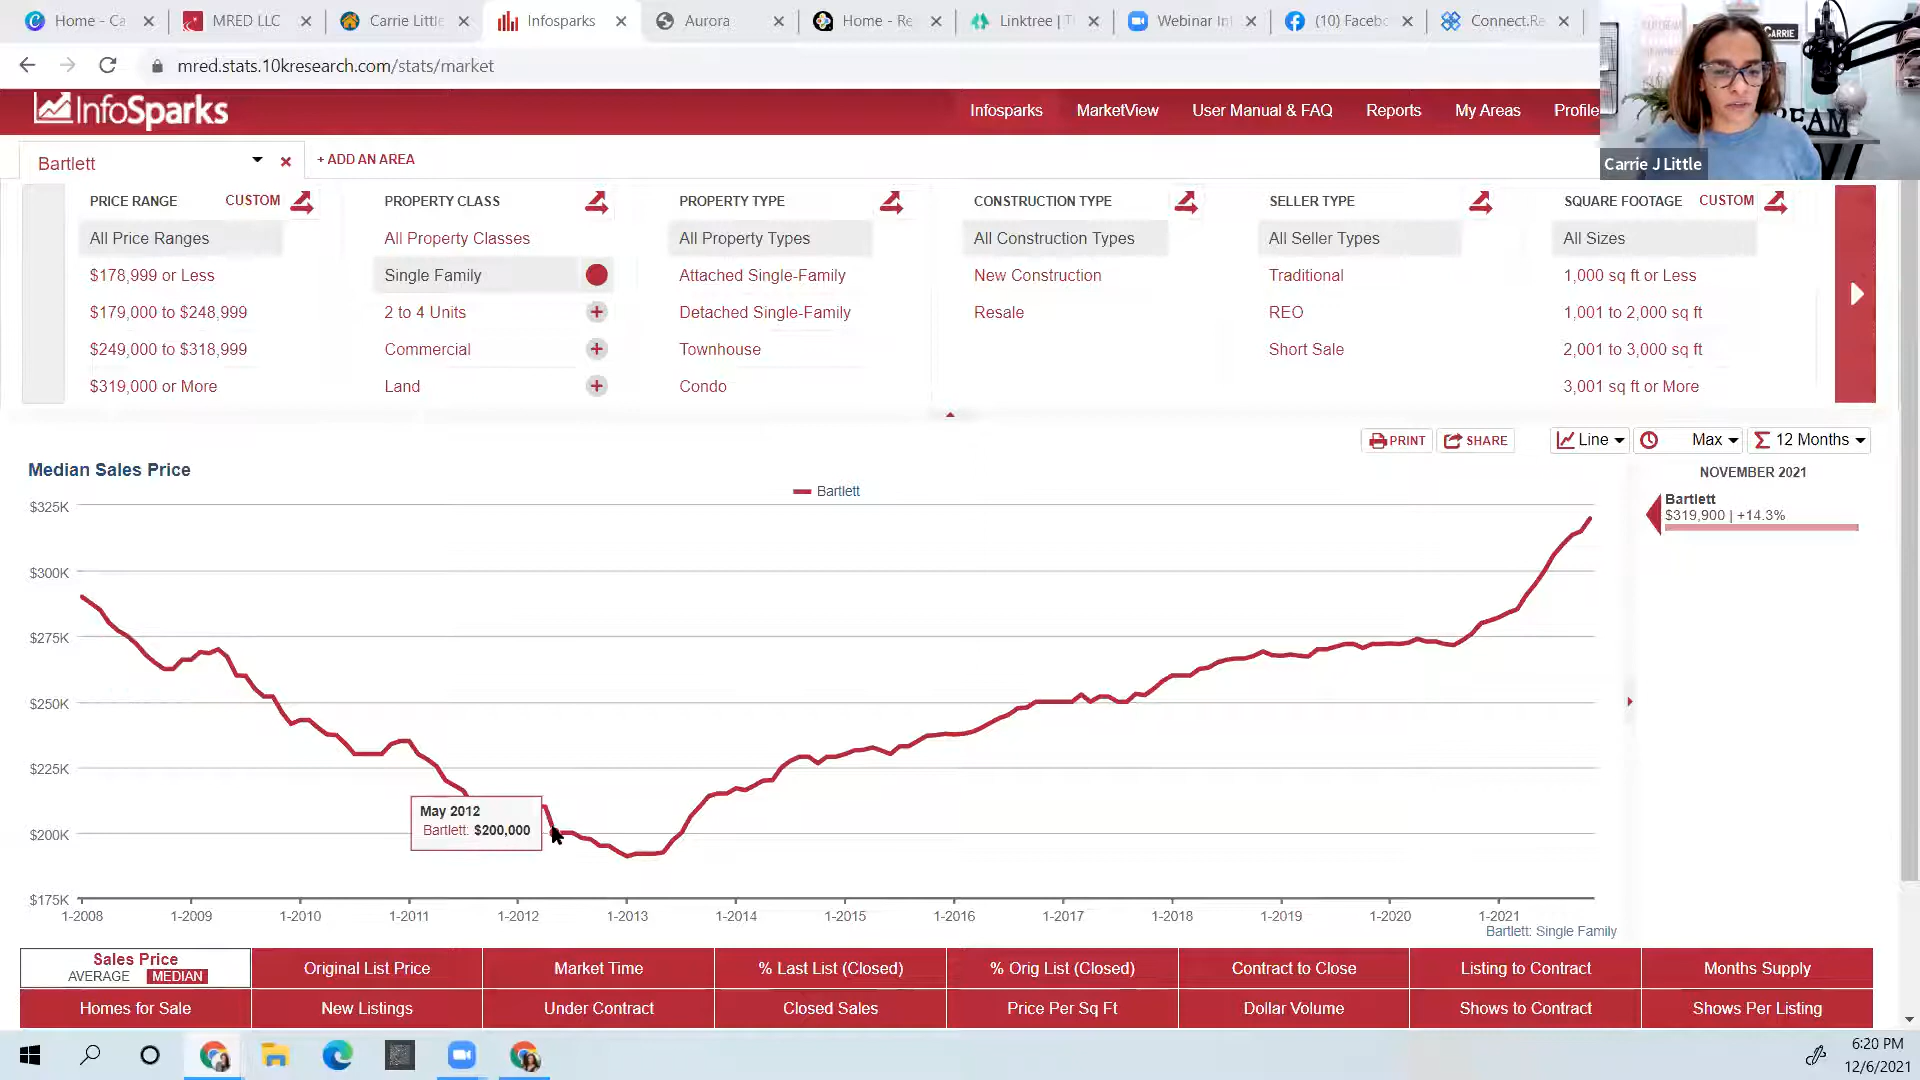 Home - Ca
MRED LLC
Carrie Little
Infosparks
Aurora
Home - Re
Linktree | T
Webinar In
(10) Facebo
Connect.Re
mred.stats.10kresearch.com/stats/market
InfoSparks
Infosparks
MarketView
User Manual & FAQ
Reports
My Areas
Profile
CARRIE
Carrie J Little
Bartlett
+ ADD AN AREA
PRICE RANGE CUSTOM
All Price Ranges
$178,999 or Less
$179,000 to $248,999
$249,000 to $318,999
$319,000 or More
PROPERTY CLASS
All Property Classes
Single Family
2 to 4 Units
Commercial
Land
PROPERTY TYPE
All Property Types
Attached Single-Family
Detached Single-Family
Townhouse
Condo
CONSTRUCTION TYPE
All Construction Types
New Construction
Resale
SELLER TYPE
All Seller Types
Traditional
REO
Short Sale
SQUARE FOOTAGE CUSTOM
All Sizes
1,000 sq ft or Less
1,001 to 2,000 sq ft
2,001 to 3,000 sq ft
3,001 sq ft or More
PRINT
SHARE
Line
Max
12 Months
Median Sales Price
Bartlett
NOVEMBER 2021
Bartlett
$319,900 | +14.3%
$325K
$300K
$275K
$250K
$225K
$200K
$175K
May 2012
Bartlett: $200,000
1-2008 1-2009 1-2010 1-2011 1-2012 1-2013 1-2014 1-2015 1-2016 1-2017 1-2018 1-2019 1-2020 1-2021
Bartlett: Single Family
Sales Price
AVERAGE MEDIAN
Original List Price
Market Time
% Last List (Closed)
% Orig List (Closed)
Contract to Close
Listing to Contract
Months Supply
Homes for Sale
New Listings
Under Contract
Closed Sales
Price Per Sq Ft
Dollar Volume
Shows to Contract
Shows Per Listing
6:20 PM
12/6/2021